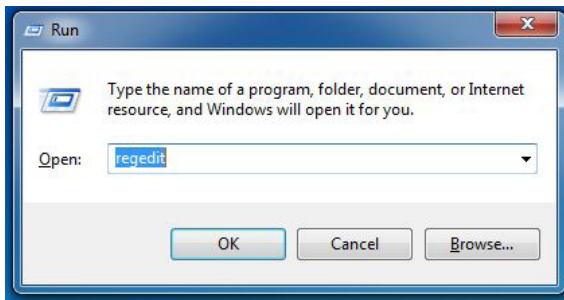 Run
Type the name of a program, folder, document, or Internet
resource, and Windows will open it for you.
Open: regedit
OK Cancel Browse...